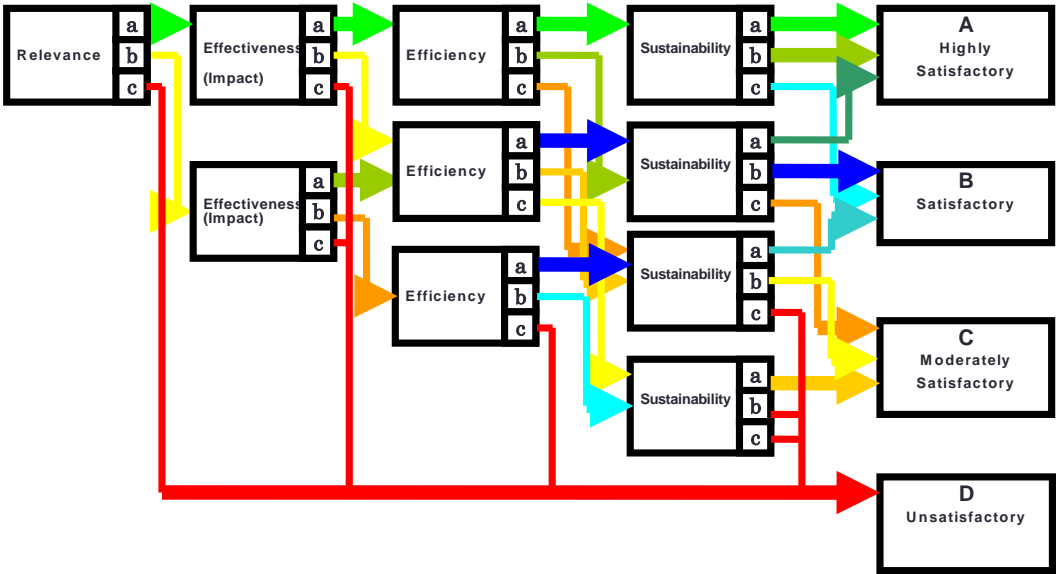 Relevance
a
b
c
Effectiveness
(Impact)
a
b
c
Effectiveness
(Impact)
a
b
c
Efficiency
a
b
c
Efficiency
a
b
c
Efficiency
a
b
c
Sustainability
a
b
c
Sustainability
a
b
c
Sustainability
a
b
c
Sustainability
a
b
c
A
Highly
Satisfactory
B
Satisfactory
C
Moderately
Satisfactory
D
Unsatisfactory